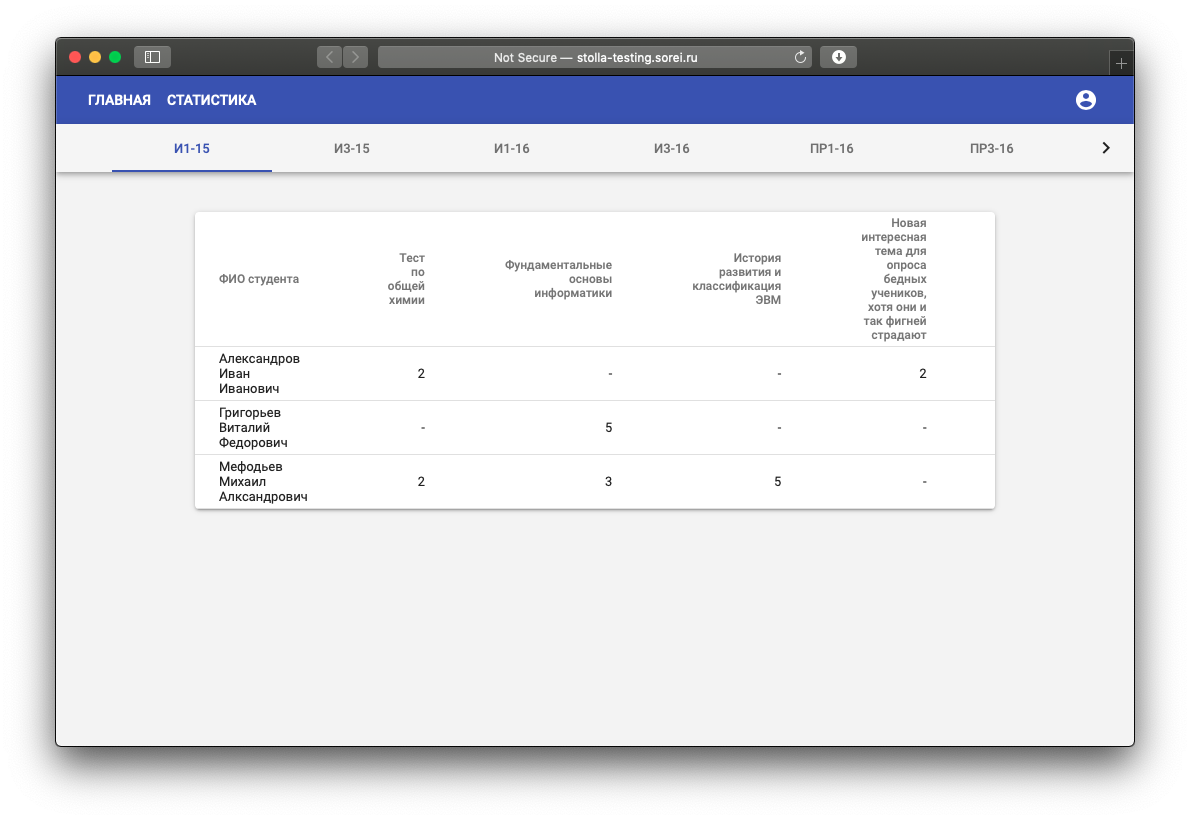 Not Secure — stolla-testing.sorei.ru
ГЛАВНАЯ СТАТИСТИКА
И1-15 И3-15 И1-16 И3-16 ПР1-16 ПР3-16
ФИО студента
Тест
по
общей
химии
Фундаментальные
основы
информатики
История
развития и
классификация
ЭВМ
Новая
интересная
тема для
опроса
бедных
учеников,
хотя они и
так фигней
страдают
Александров
Иван
Иванович
2 - - 2
Григорьев
Виталий
Федорович
- 5 - -
Мефодьев
Михаил
Алксандрович
2 3 5 -